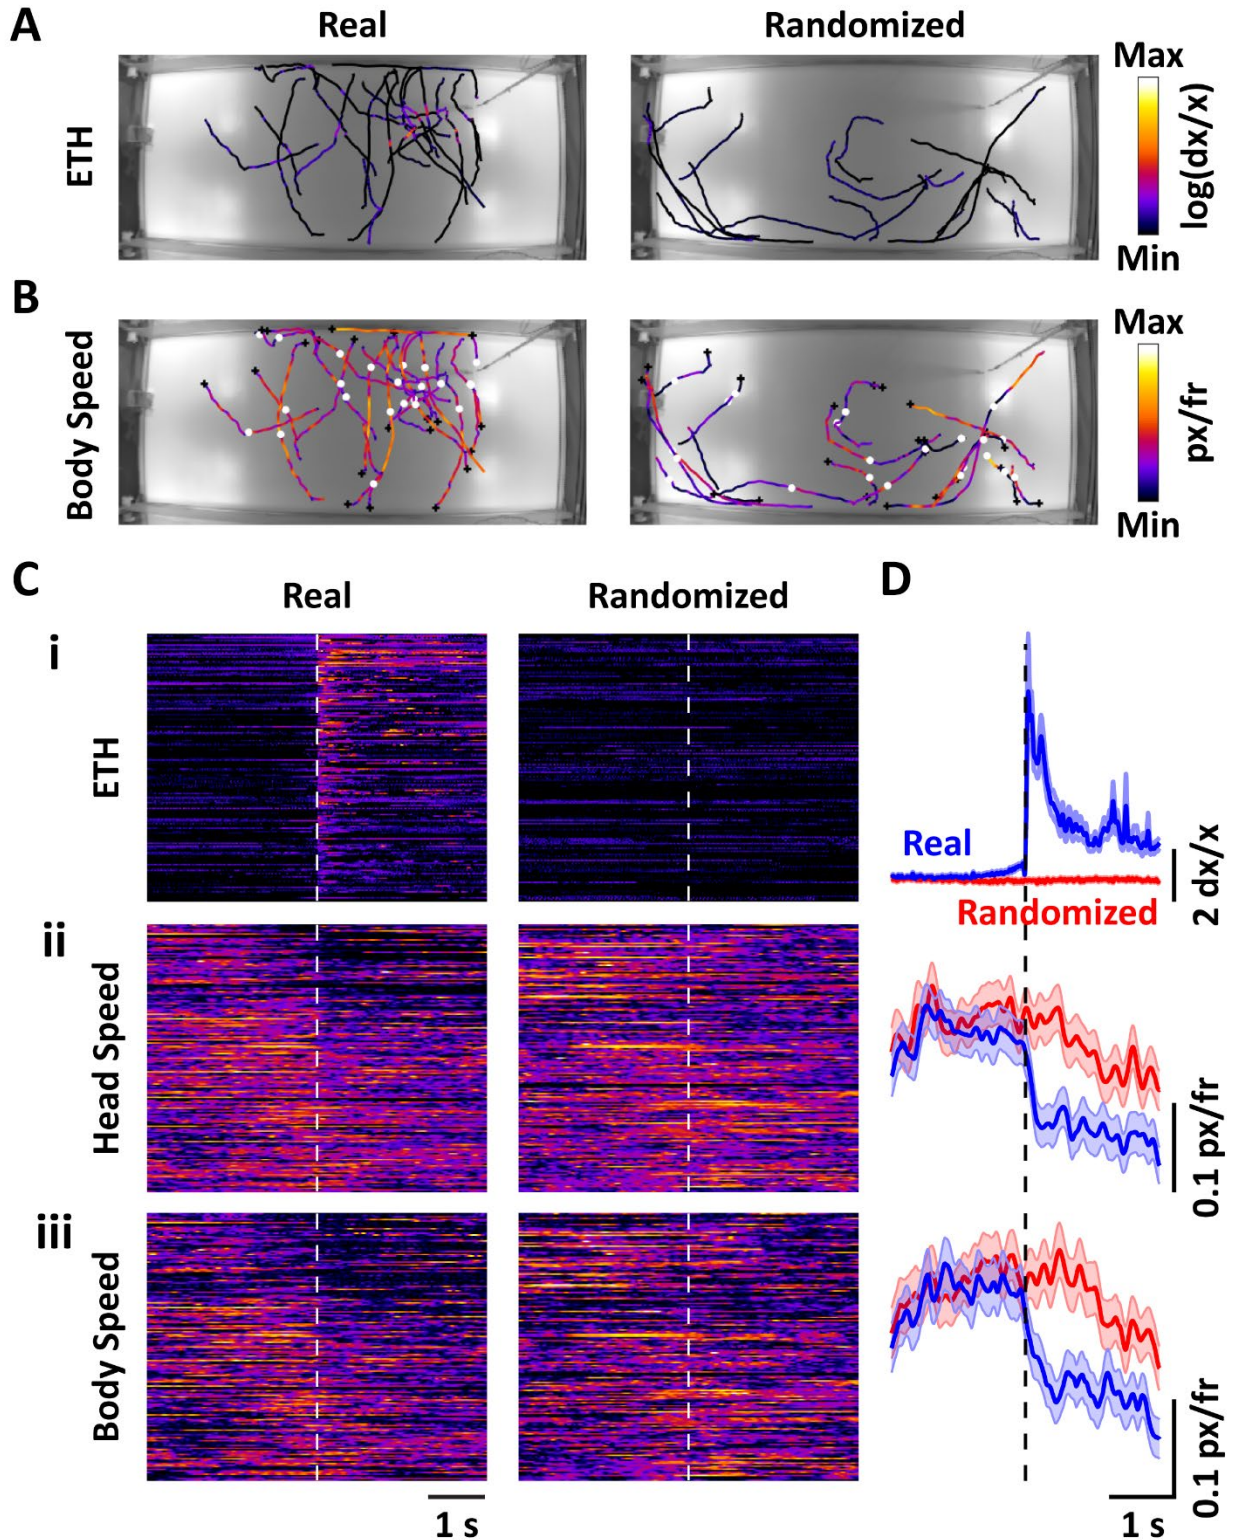 A
Real
Randomized
ETH
Max
log(dx/x)
Min
B
Body Speed
Max
px/fr
Min
C
Real
Randomized
D
i
ETH
Real
Randomized
2 dx/x
ii
Head Speed
0.1 px/fr
iii
Body Speed
0.1 px/fr
1 s
1 s